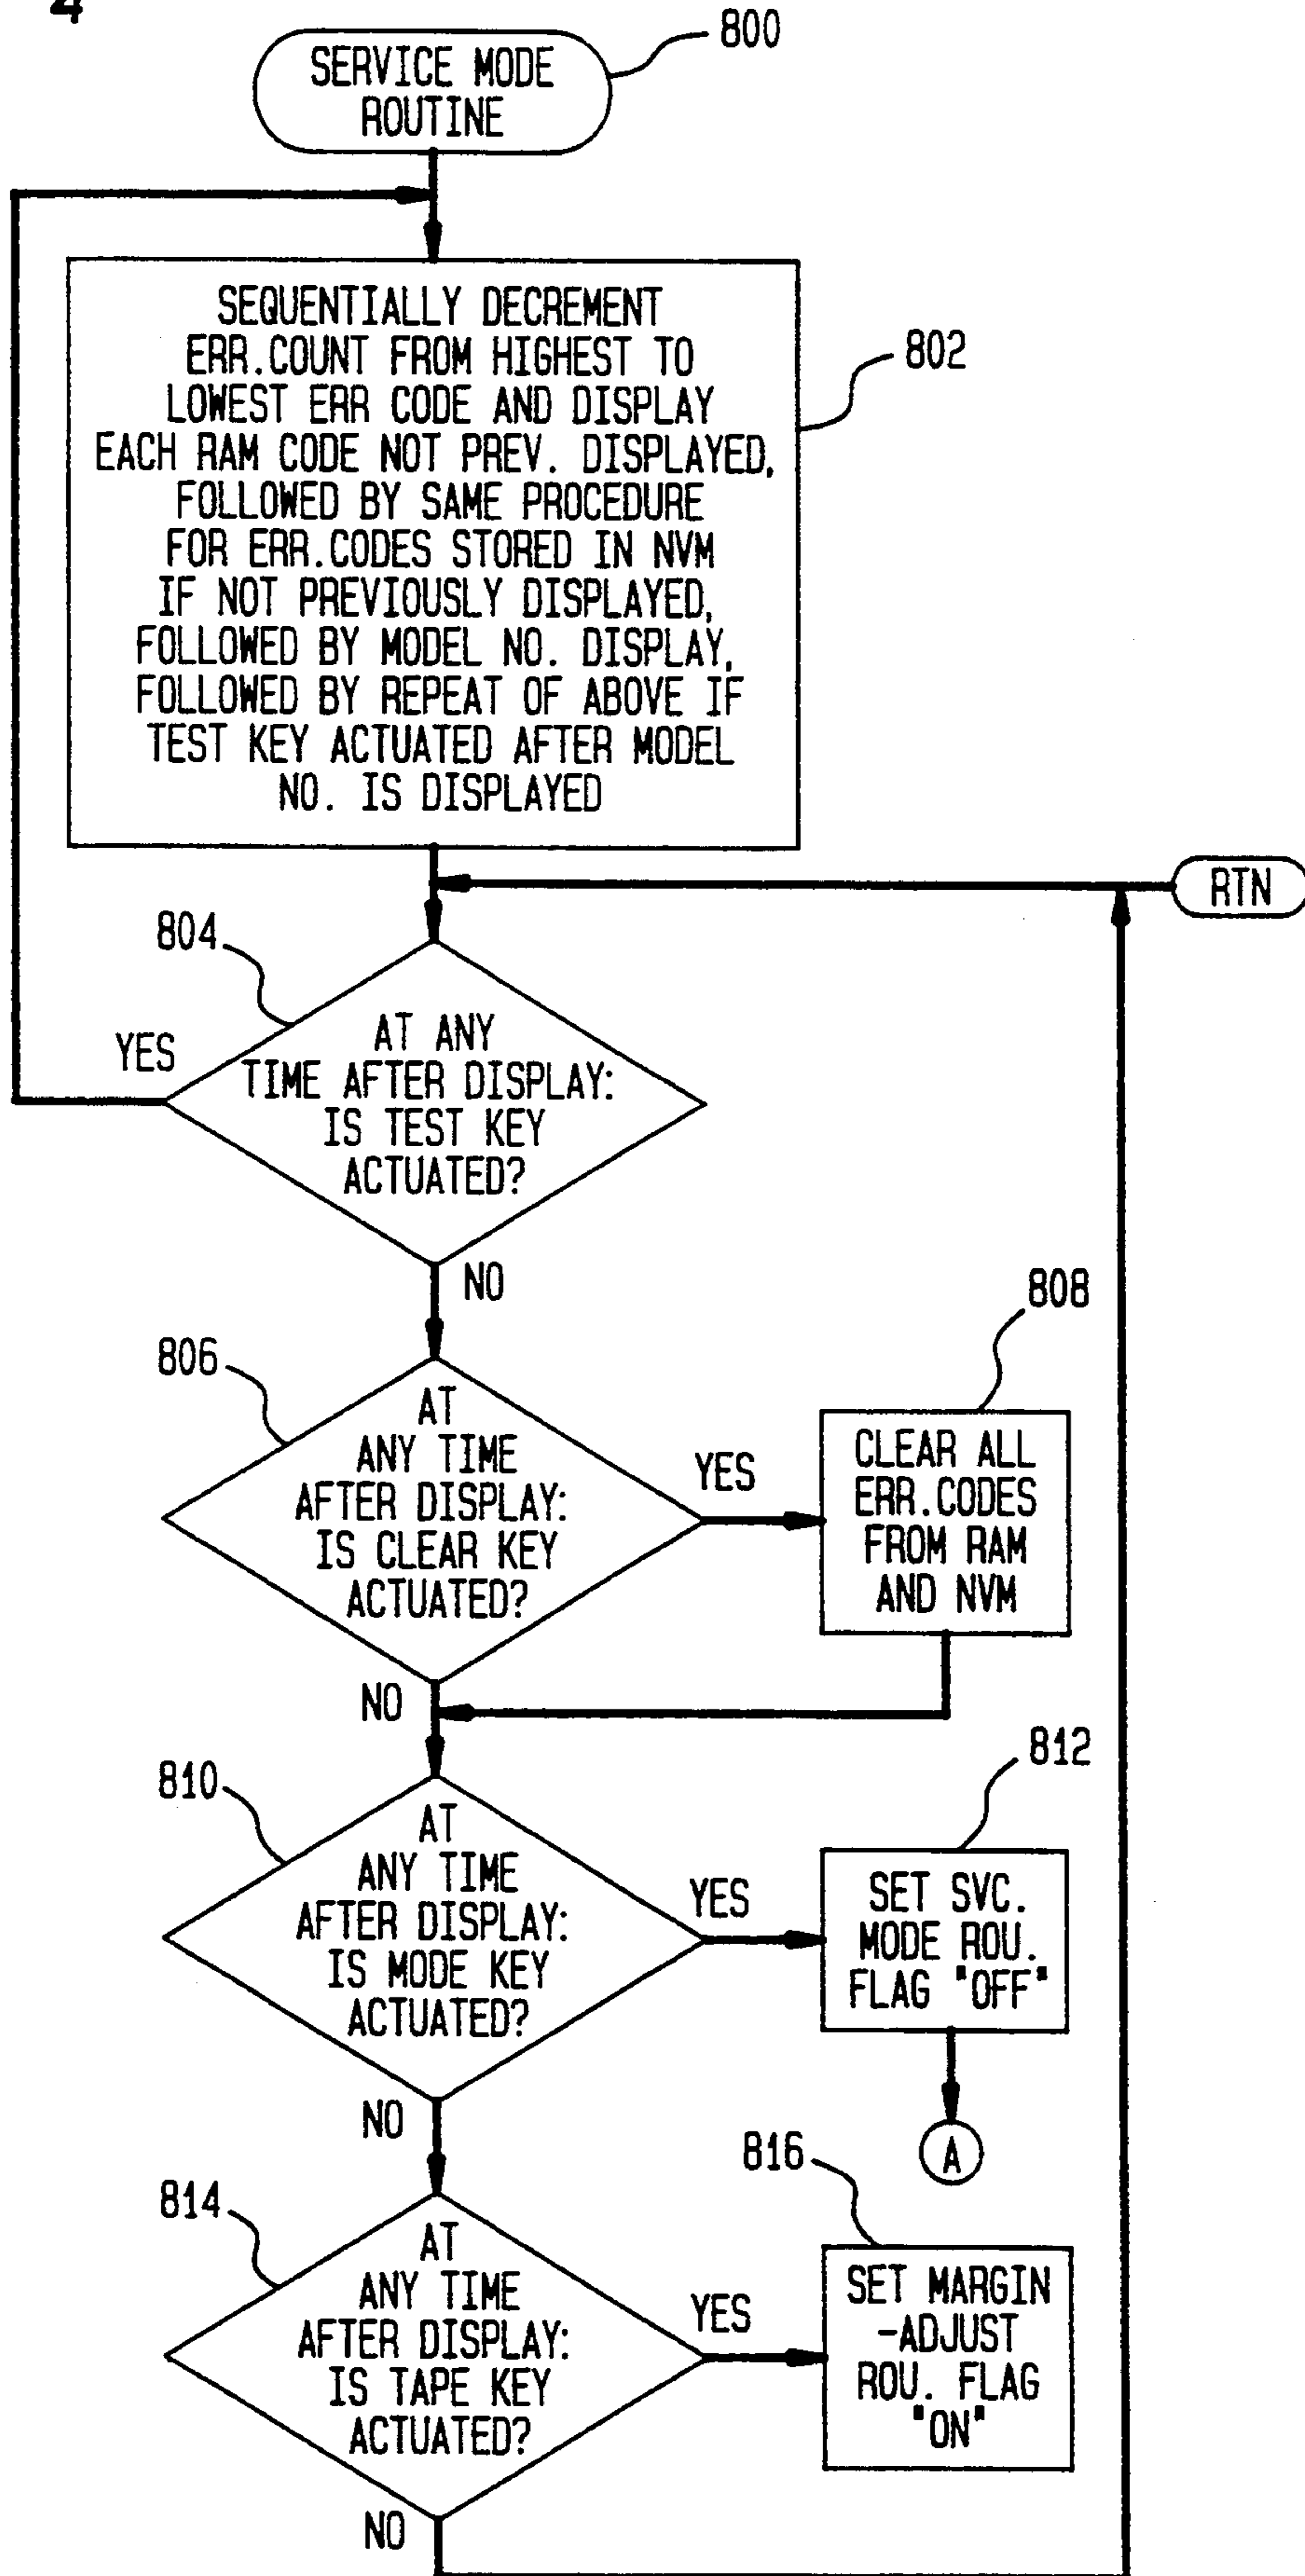 4
800
SERVICE MODE
ROUTINE
802
SEQUENTIALLY DECREMENT
ERR.COUNT FROM HIGHEST TO
LOWEST ERR CODE AND DISPLAY
EACH RAM CODE NOT PREV. DISPLAYED,
FOLLOWED BY SAME PROCEDURE
FOR ERR.CODES STORED IN NVM
IF NOT PREVIOUSLY DISPLAYED,
FOLLOWED BY MODEL NO. DISPLAY,
FOLLOWED BY REPEAT OF ABOVE IF
TEST KEY ACTUATED AFTER MODEL
NO. IS DISPLAYED
RTN
804
YES
AT ANY
TIME AFTER DISPLAY:
IS TEST KEY
ACTUATED?
NO
806
AT
ANY TIME
AFTER DISPLAY:
IS CLEAR KEY
ACTUATED?
YES
808
CLEAR ALL
ERR.CODES
FROM RAM
AND NVM
NO
810
AT
ANY TIME
AFTER DISPLAY:
IS MODE KEY
ACTUATED?
YES
812
SET SVC.
MODE ROU.
FLAG "OFF"
A
NO
814
AT
ANY TIME
AFTER DISPLAY:
IS TAPE KEY
ACTUATED?
YES
816
SET MARGIN
-ADJUST
ROU. FLAG
"ON"
NO